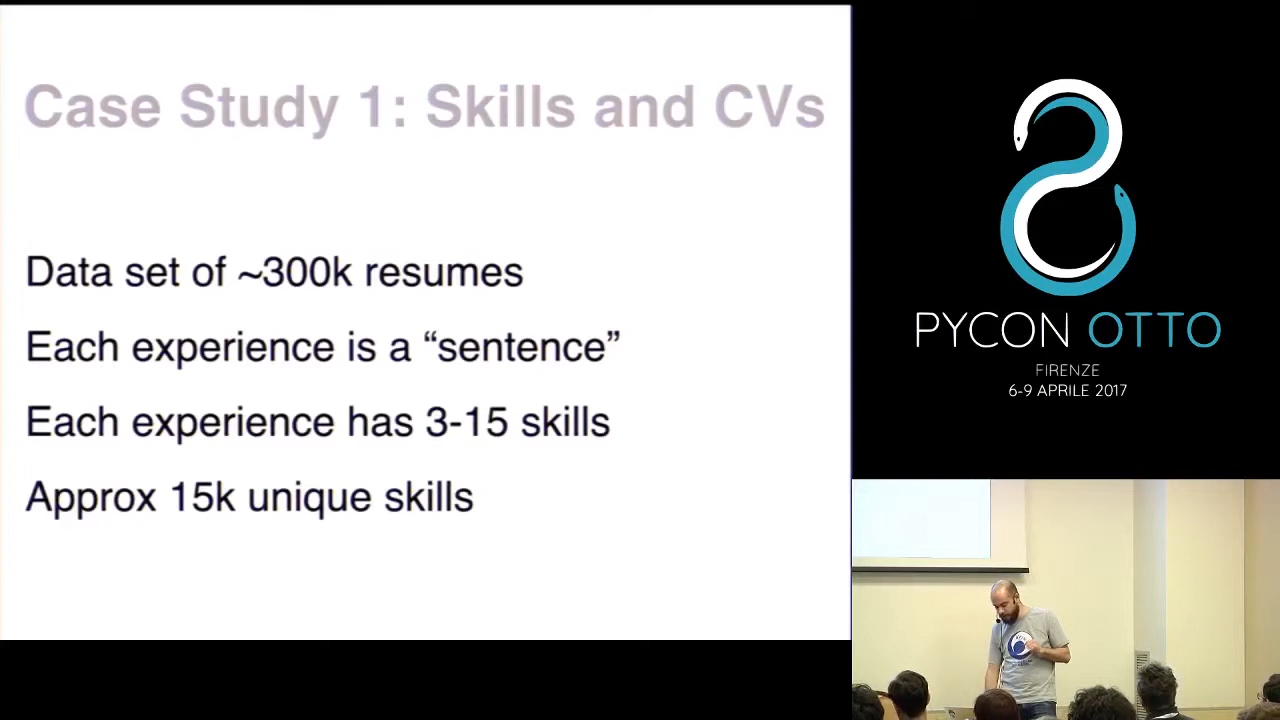 Case Study 1: Skills and CVs
Data set of ~300k resumes
Each experience is a “sentence”
Each experience has 3-15 skills
Approx 15k unique skills
PYCON OTTO
FIRENZE
6-9 APRILE 2017